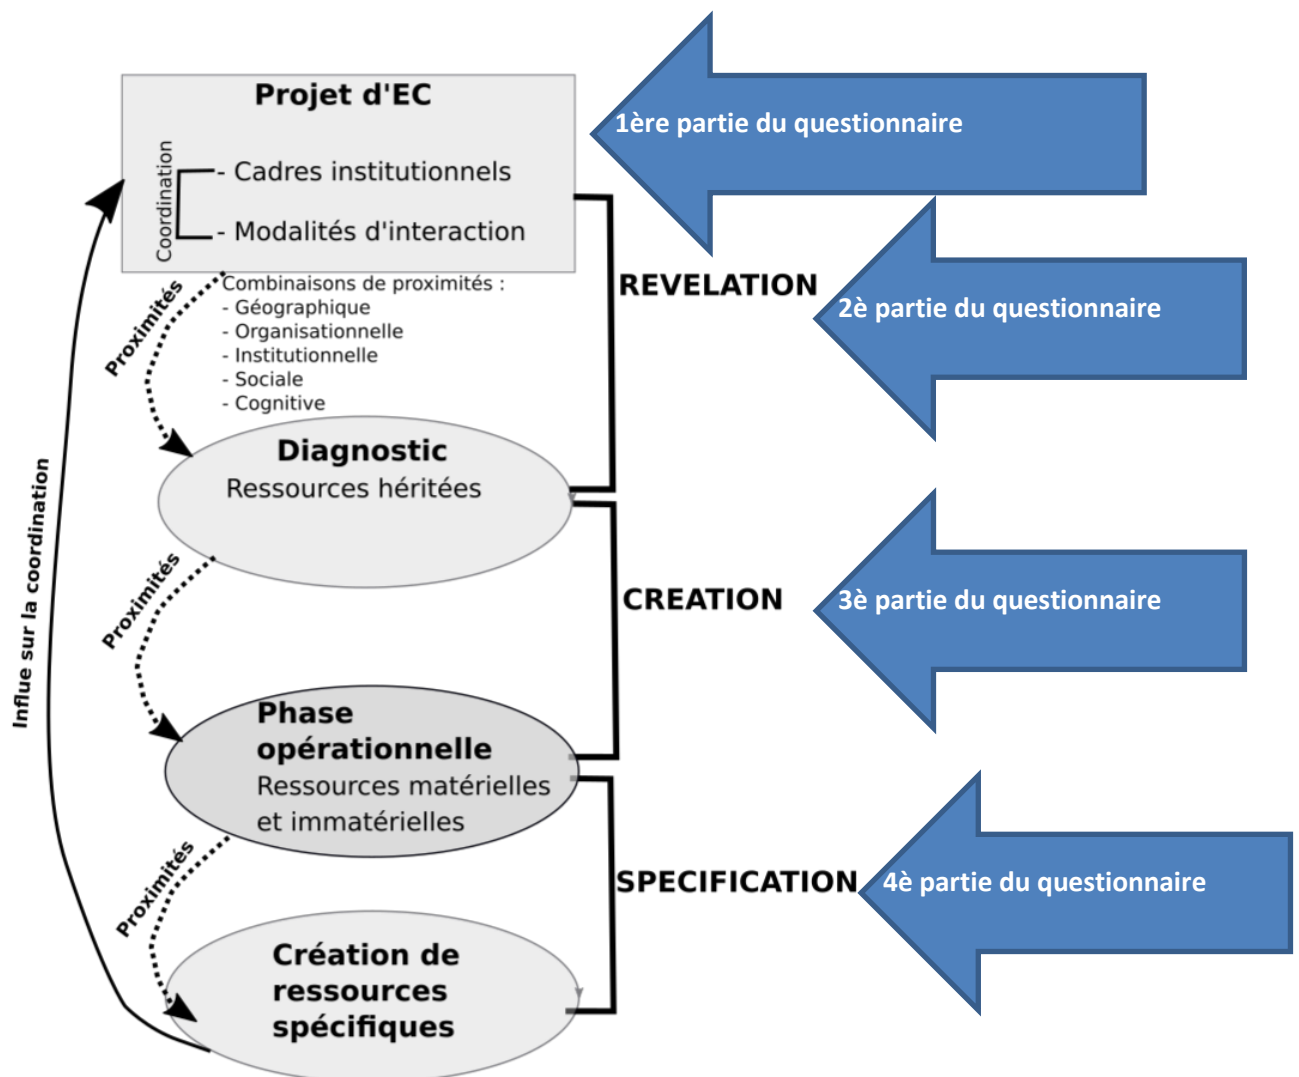 Projet d'EC
1ère partie du questionnaire
Coordination
- Cadres institutionnels
- Modalités d'interaction
Proximités
Combinaisons de proximités :
- Géographique
- Organisationnelle
- Institutionnelle
- Sociale
- Cognitive
REVELATION
2è partie du questionnaire
Diagnostic
Ressources héritées
Influe sur la coordination
Proximités
CREATION
3è partie du questionnaire
Phase
opérationnelle
Ressources matérielles
et immatérielles
Proximités
SPECIFICATION
4è partie du questionnaire
Création de
ressources
spécifiques